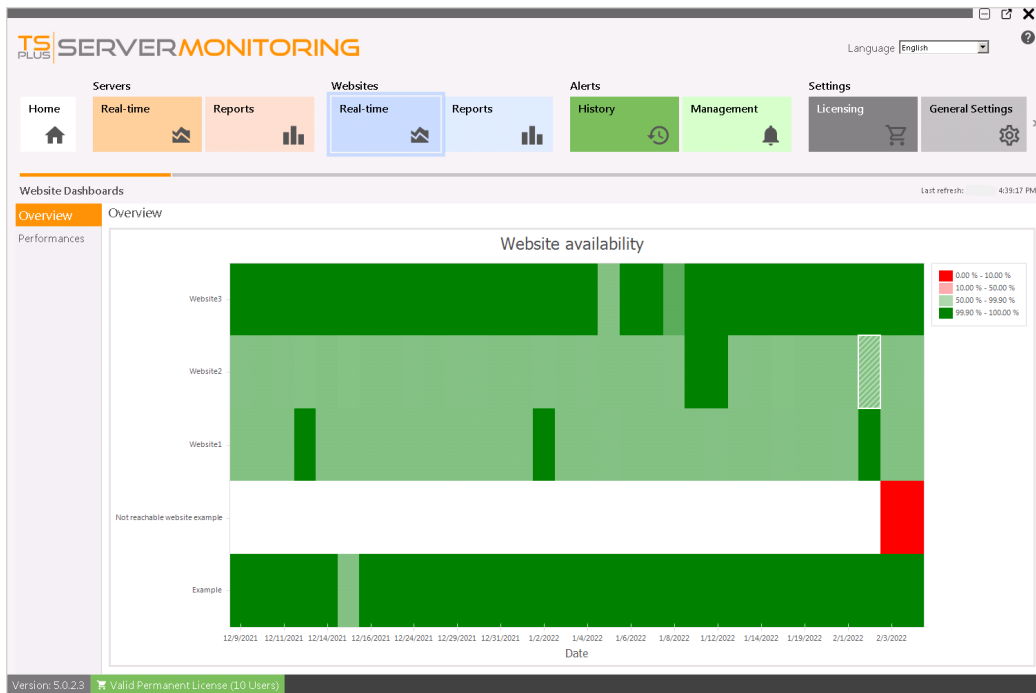 TS PLUS SERVERMONITORING
Language English
Servers
Websites
Alerts
Settings
Home
Real-time
Reports
Real-time
Reports
History
Management
Licensing
General Settings
Website Dashboards
Last refresh: 4:39:17 PM
Overview
Performances
Overview
Website availability
0.00 % - 10.00 %
10.00 % - 50.00 %
50.00 % - 99.90 %
99.90 % - 100.00 %
Website3
Website2
Website1
Not reachable website example
Example
12/9/2021 12/11/2021 12/14/2021 12/16/2021 12/24/2021 12/29/2021 12/31/2021 1/2/2022 1/4/2022 1/6/2022 1/8/2022 1/12/2022 1/14/2022 1/19/2022 2/1/2022 2/3/2022
Date
Version: 5.0.2.3 Valid Permanent License (10 Users)